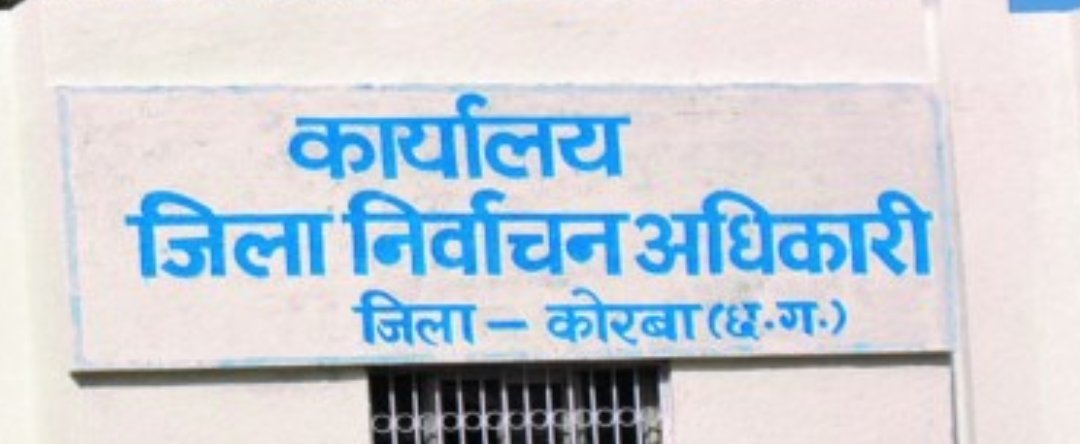 कार्यालय
जिला निर्वाचन अधिकारी
जिला – कोरबा (छ.ग.)